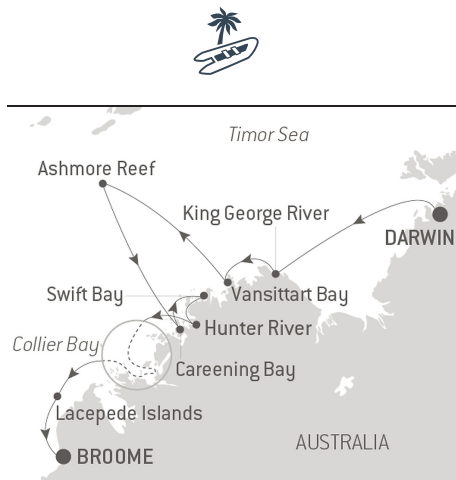 Timor Sea
Ashmore Reef
King George River
DARWIN
Swift Bay
Vansittart Bay
Hunter River
Collier Bay
Careening Bay
Lacepede Islands
AUSTRALIA
BROOME